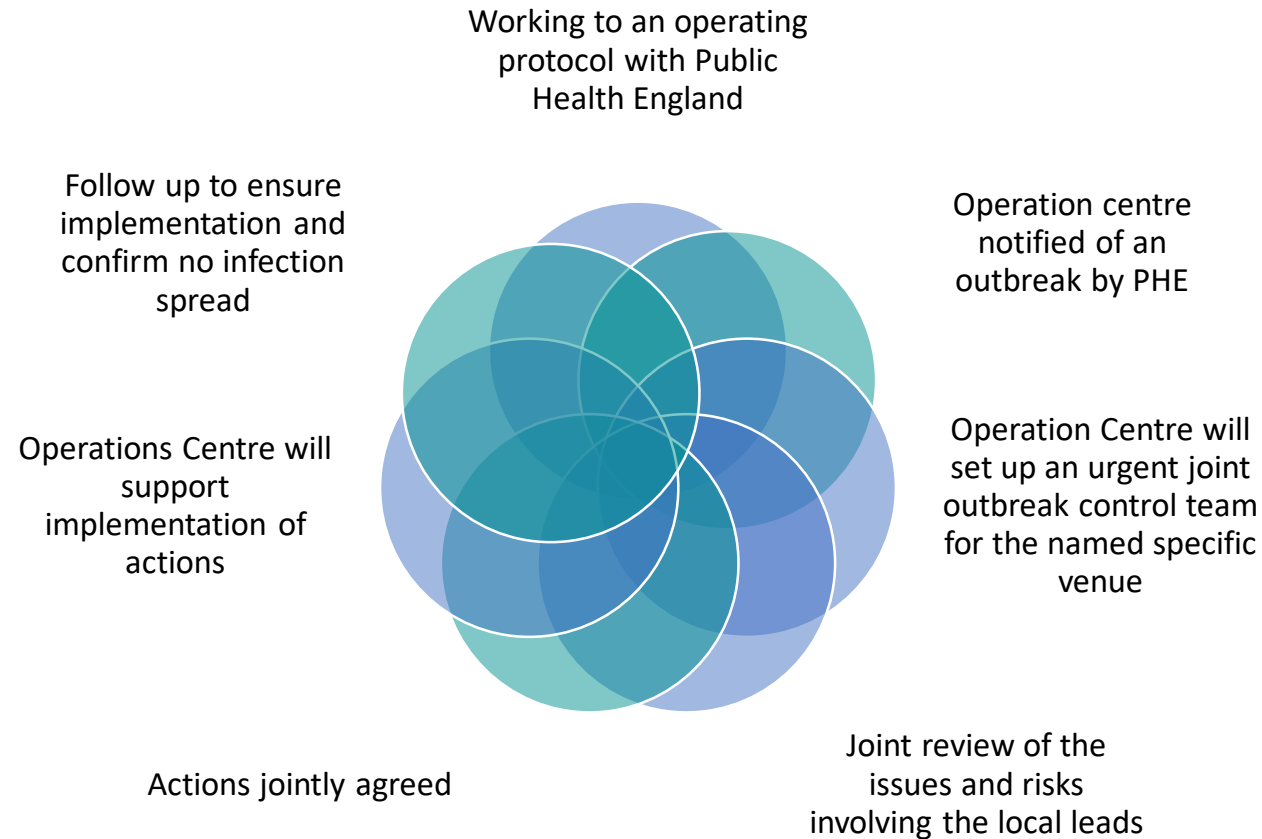 Working to an operating
protocol with Public
Health England
Operation centre
notified of an
outbreak by PHE
Operation Centre will
set up an urgent joint
outbreak control team
for the named specific
venue
Joint review of the
issues and risks
involving the local leads
Actions jointly agreed
Operations Centre will
support
implementation of
actions
Follow up to ensure
implementation and
confirm no infection
spread